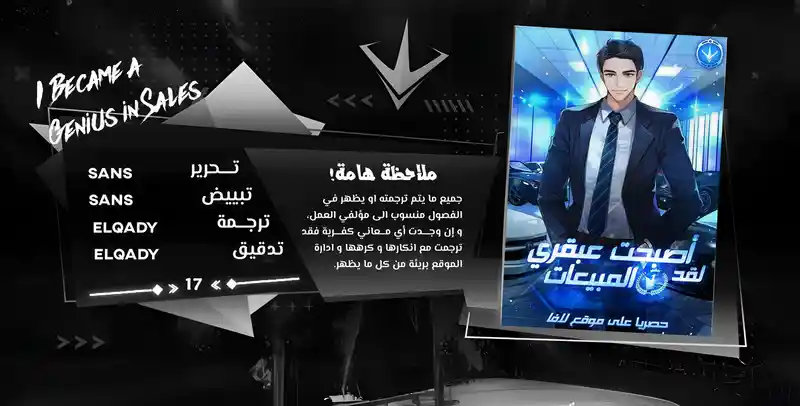 I BECAME A
GENIUS IN SALES
تحرير SANS
تبييض SANS
ترجمة ELQADY
تدقيق ELQADY
17
ملاحظة هامة!
جميع ما يتم ترجمته او يظهر في
الفصول منسوب الى مؤلفي العمل،
و إن وجدت أي معاني كفرية فقد
ترجمت مع انكارها و كرهها و ادارة
الموقع بريئة من كل ما يظهر.
لقد أصبحت عبقري
المبيعات
حصريا على موقع لافا